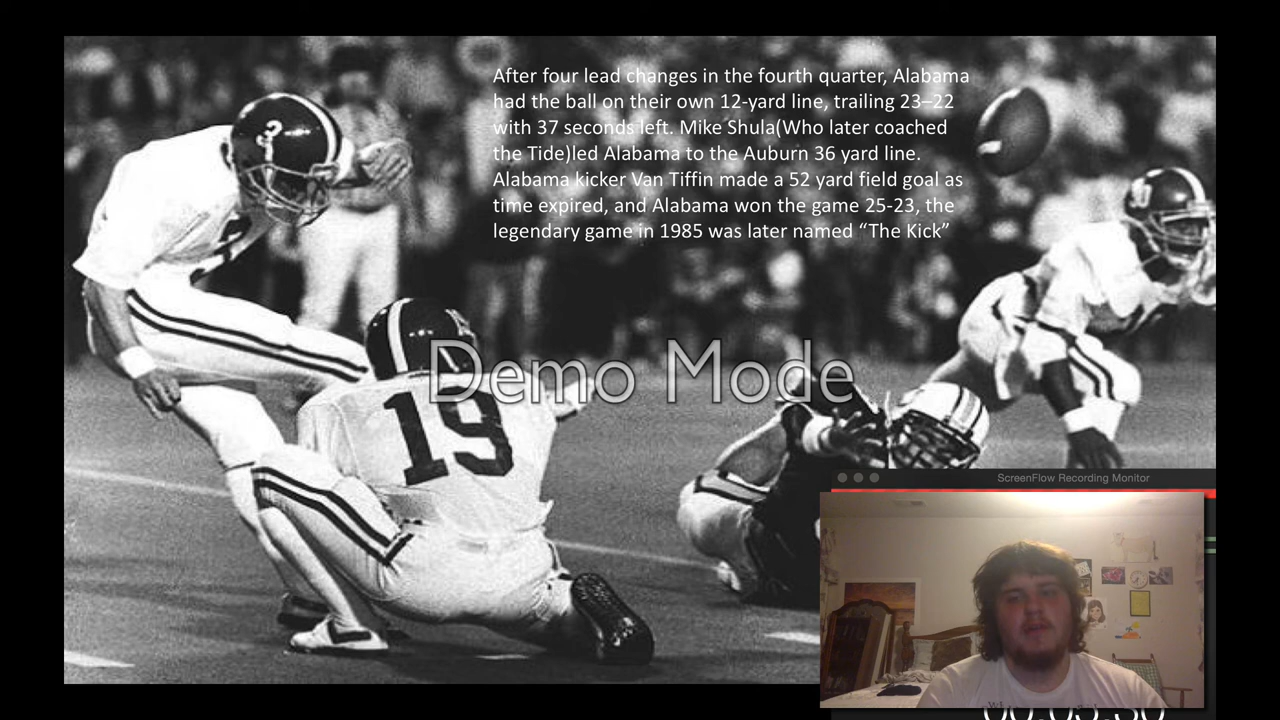 After four lead changes in the fourth quarter, Alabama
had the ball on their own 12-yard line, trailing 23–22
with 37 seconds left. Mike Shula(Who later coached
the Tide)led Alabama to the Auburn 36 yard line.
Alabama kicker Van Tiffin made a 52 yard field goal as
time expired, and Alabama won the game 25-23, the
legendary game in 1985 was later named “The Kick”
3
19
Demo Mode
ScreenFlow Recording Monitor